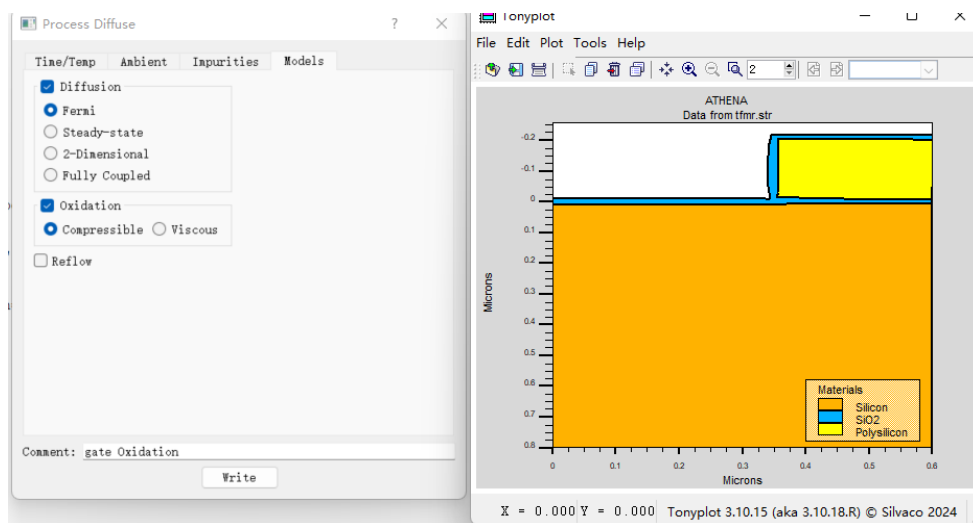 Process Diffuse ? ×
Time/Temp Ambient Impurities Models
Diffusion
Fermi
Steady-state
2-Dimensional
Fully Coupled
Oxidation
Compressible Viscous
Reflow
Comment: gate Oxidation
Write
Tonyplot
File Edit Plot Tools Help
2
ATHENA
Data from tfmr.str
-0.2
-0.1
0
0.1
0.2
0.3
0.4
0.5
0.6
0.7
0.8
Microns
Materials
Silicon
SiO2
Polysilicon
0 0.1 0.2 0.3 0.4 0.5 0.6
Microns
X = 0.000 Y = 0.000 Tonyplot 3.10.15 (aka 3.10.18.R) © Silvaco 2024